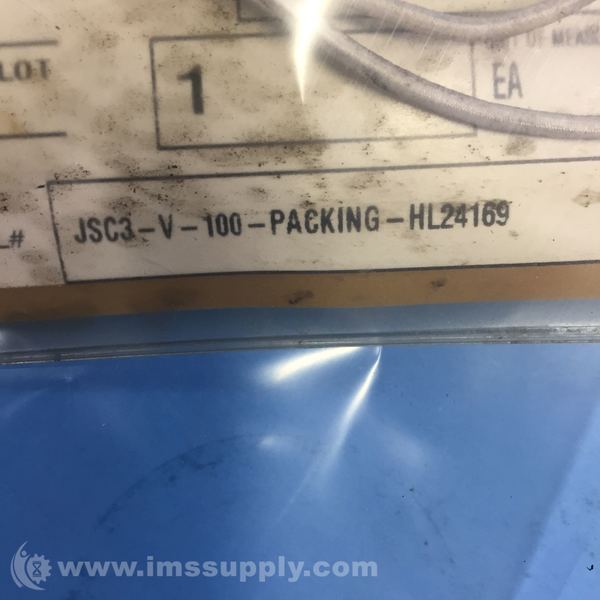 LOT
1
EA
L#
JSC3-V-100-PACKING-HL24169
www.imssupply.com